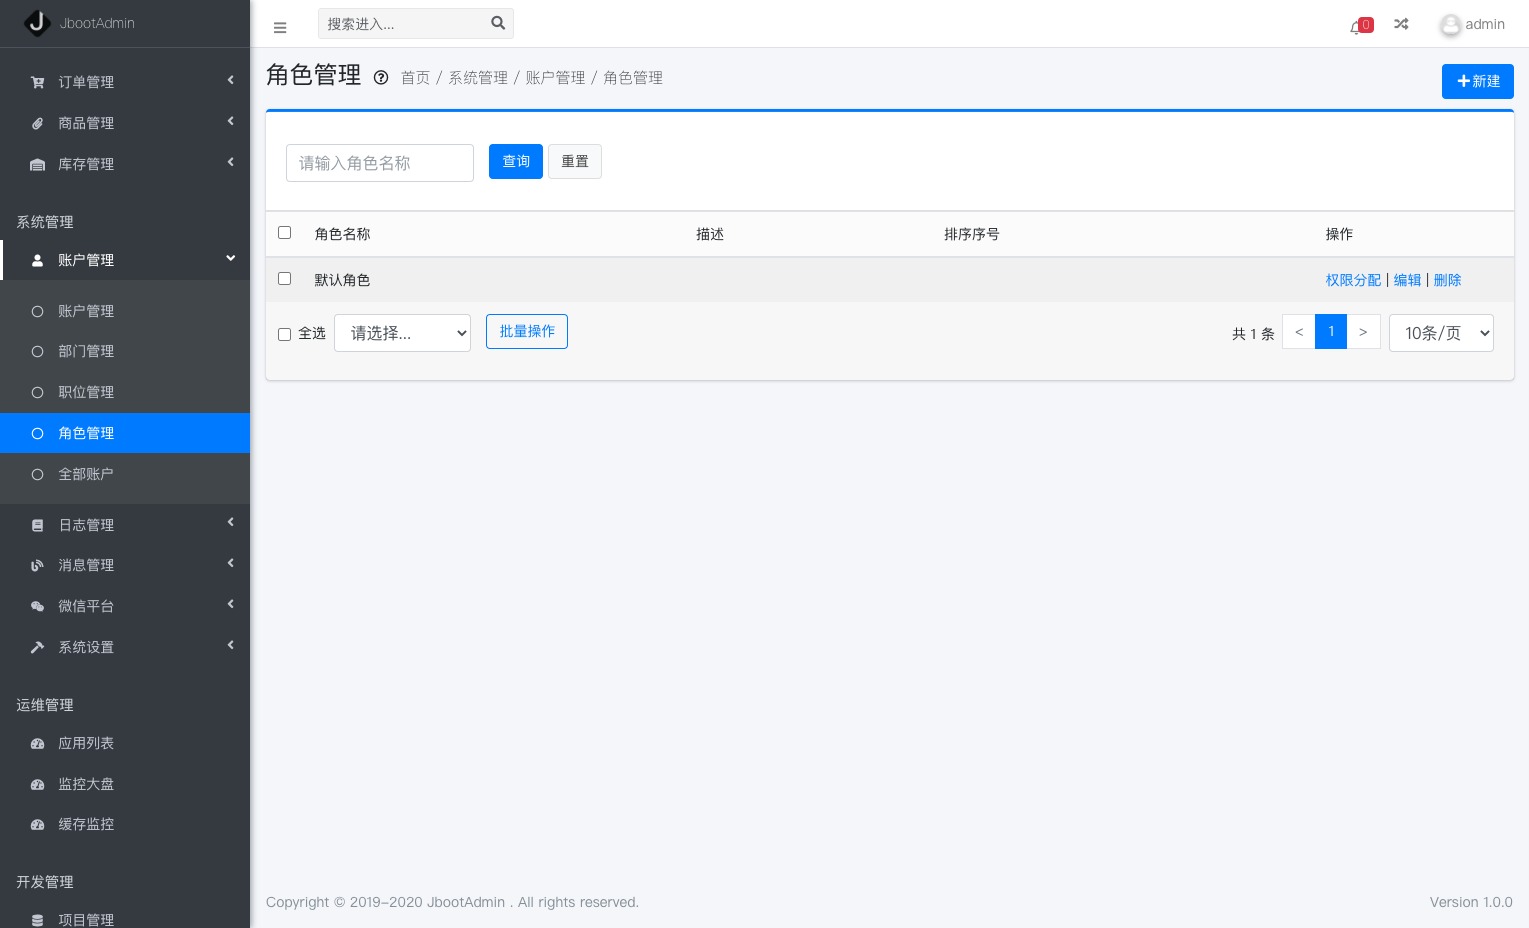 JbootAdmin
订单管理
商品管理
库存管理
系统管理
账户管理
账户管理
部门管理
职位管理
角色管理
全部账户
日志管理
消息管理
微信平台
系统设置
运维管理
应用列表
监控大盘
缓存监控
开发管理
项目管理
搜索进入...
0
admin
角色管理 首页 / 系统管理 / 账户管理 / 角色管理
新建
请输入角色名称 查询 重置
角色名称 描述 排序序号 操作
默认角色 权限分配 | 编辑 | 删除
全选 请选择... 批量操作 共 1 条 < 1 > 10条/页
Copyright © 2019-2020 JbootAdmin . All rights reserved. Version 1.0.0